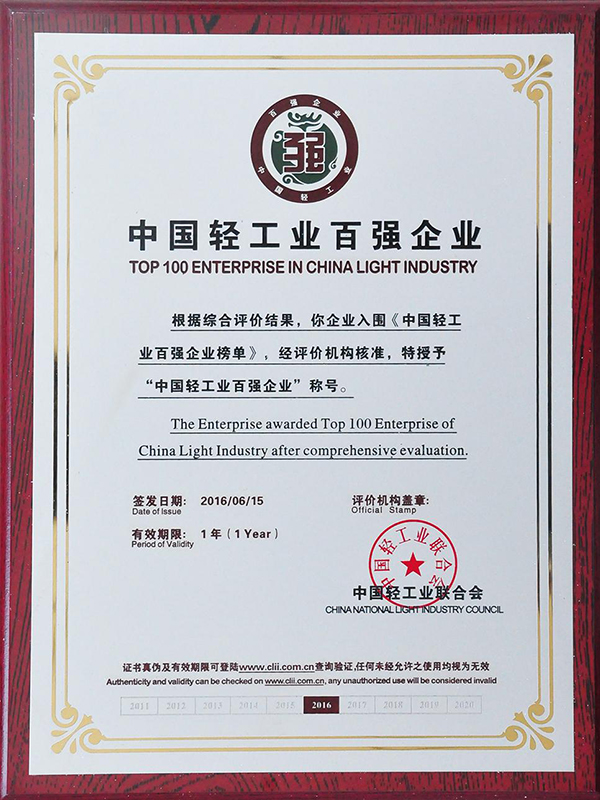 百强企业
强
中国轻工业
中国轻工业百强企业
TOP 100 ENTERPRISE IN CHINA LIGHT INDUSTRY
根据综合评价结果，你企业入围《中国轻工
业百强企业榜单》，经评价机构核准，特授予
“中国轻工业百强企业”称号。
The Enterprise awarded Top 100 Enterprise of
China Light Industry after comprehensive evaluation.
签发日期： 2016/06/15 评价机构盖章：
Date of Issue Official Stamp
有效期限： 1年（1 Year）
Period of Validity
中国轻工业联合会
中国轻工业联合会
CHINA NATIONAL LIGHT INDUSTRY COUNCIL
证书真伪及有效期限可登陆www.clii.com.cn查询验证,任何未经允许之使用均视为无效
Authenticity and validity can be checked on www.clii.com.cn, any unauthorized use will be considered invalid
2011 2012 2013 2014 2015 2016 2017 2018 2019 2020